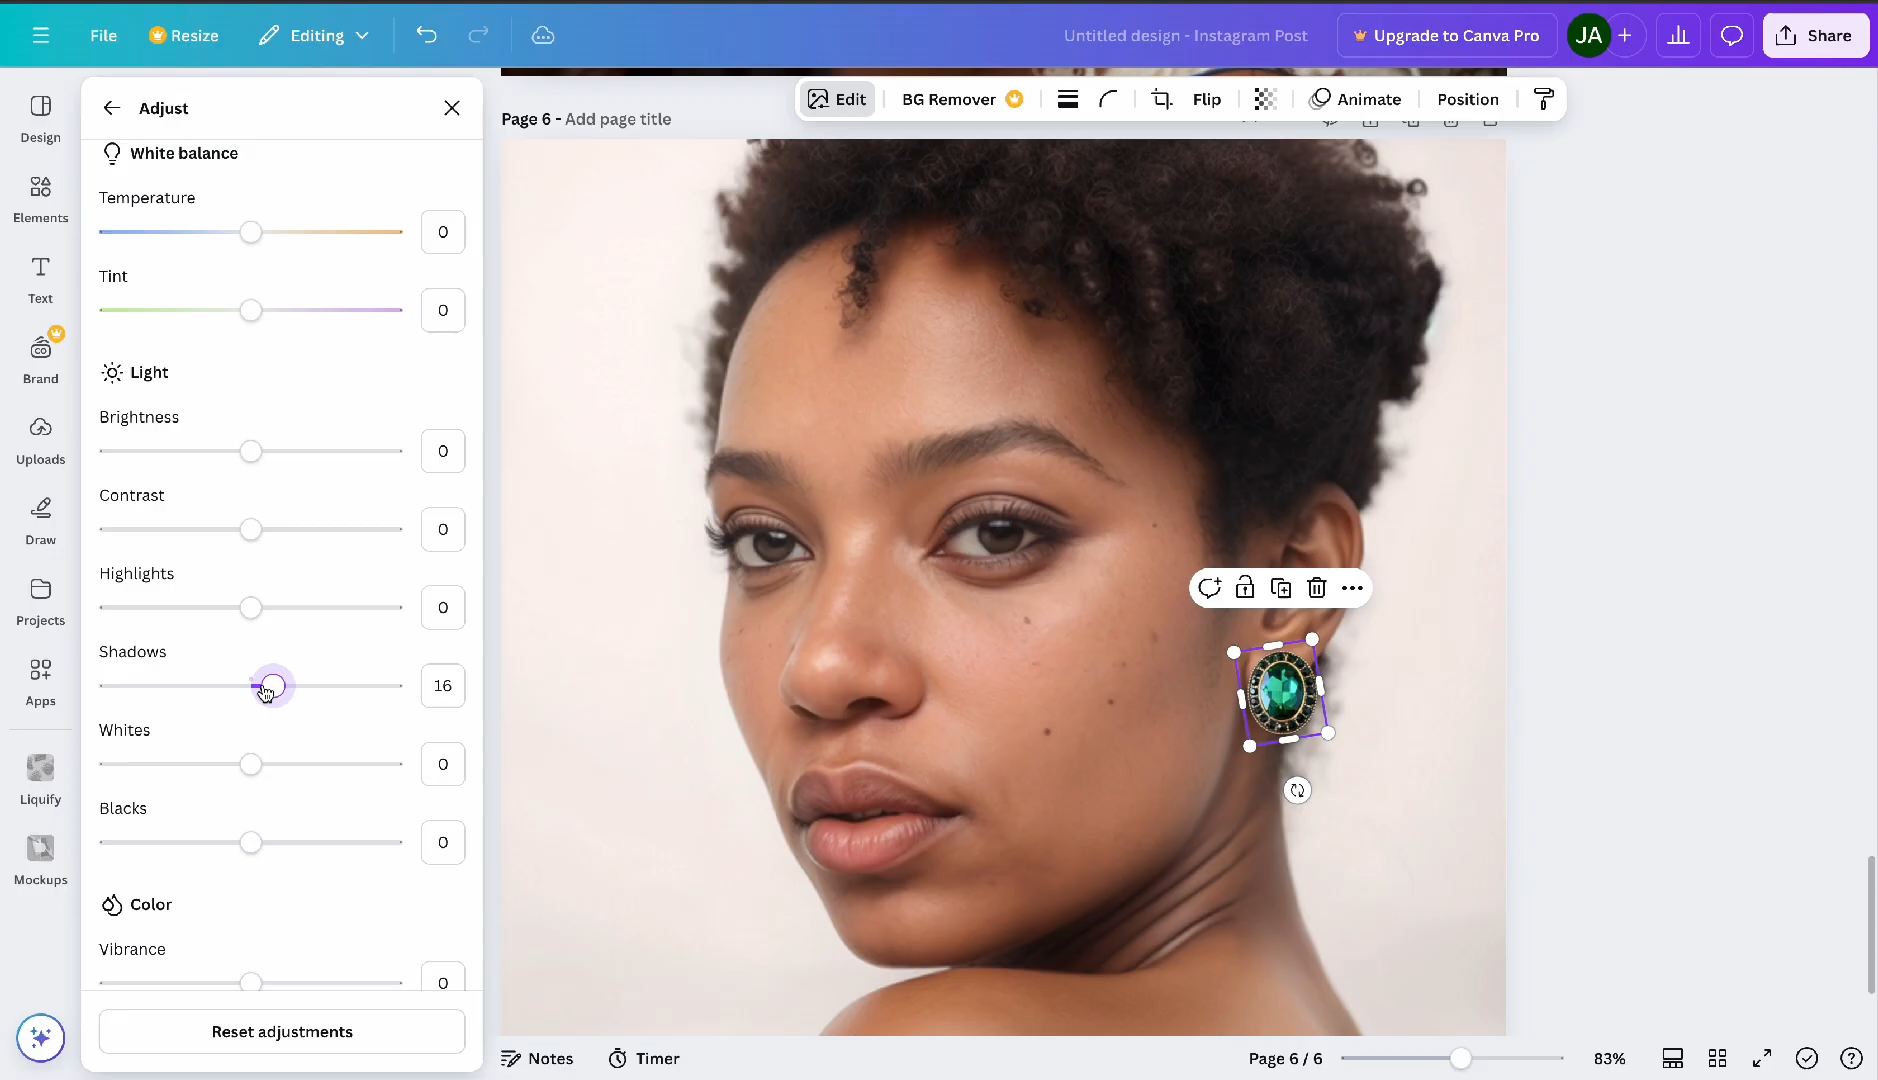 File
Resize
Editing
Untitled design - Instagram Post
Upgrade to Canva Pro
JA
Share
Design
Elements
Text
CO
Brand
Uploads
Draw
Projects
Apps
Liquify
Mockups
Adjust
White balance
Temperature
0
Tint
0
Light
Brightness
0
Contrast
0
Highlights
0
Shadows
16
Whites
0
Blacks
0
Color
Vibrance
0
Reset adjustments
Edit
BG Remover
Flip
Animate
Position
Page 6 - Add page title
Notes
Timer
Page 6 / 6
83%